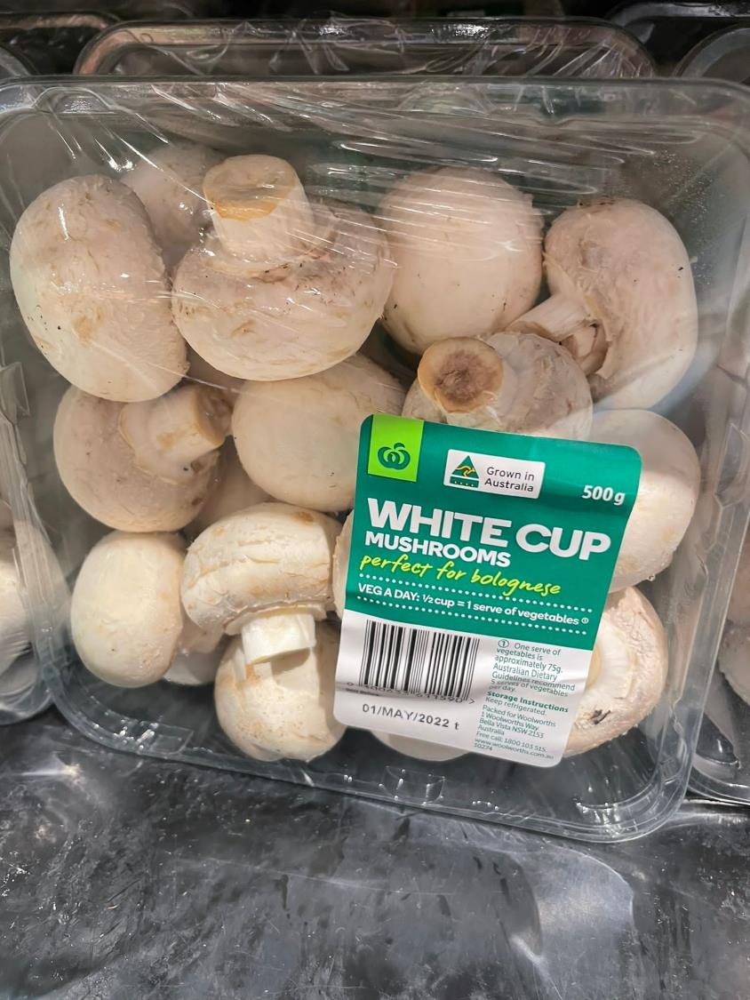 Grown in
Australia
500g
WHITE CUP
MUSHROOMS
perfect for bolognese
VEG A DAY: ½ cup = 1 serve of vegetables ①
① One serve of
vegetables is
approximately 75g.
Australian Dietary
Guidelines recommend
5 serves of vegetables
per day.
Storage Instructions
Keep refrigerated.
Packed for Woolworths
1 Woolworths Way
Bella Vista NSW 2153
Australia
Free call: 1800 103 515.
www.woolworths.com.au
10274
01/MAY/2022 t